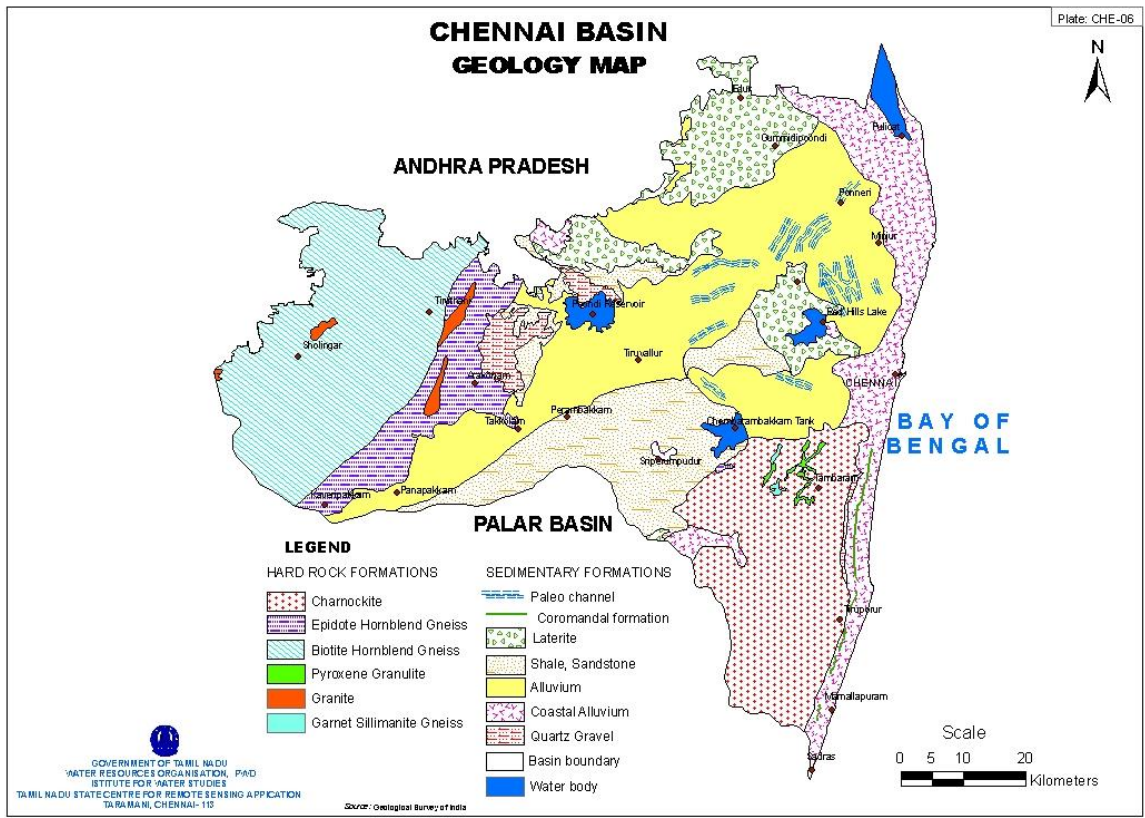 Plate: CHE-06
CHENNAI BASIN
GEOLOGY MAP
N
ANDHRA PRADESH
Gummidipoondi
Pulicat
Ponneri
Minjur
Tiruttani
Reservoir
Red Hills Lake
Sholingar
Tiruvallur
Arakonam
CHENNAI
Perambakkam
Takkolam
Chembarambakkam Tank
BAY OF
BENGAL
Sriperumpudur
Tambaram
Kaveripakkam
Panapakkam
PALAR BASIN
LEGEND
HARD ROCK FORMATIONS
Charnockite
Epidote Hornblend Gneiss
Biotite Hornblend Gneiss
Pyroxene Granulite
Granite
Garnet Sillimanite Gneiss
SEDIMENTARY FORMATIONS
Paleo channel
Coromandal formation
Laterite
Shale, Sandstone
Alluvium
Coastal Alluvium
Quartz Gravel
Basin boundary
Water body
Tiruporur
Mamallapuram
Sadras
Scale
0 5 10 20
Kilometers
GOVERNMENT OF TAMIL NADU
WATER RESOURCES ORGANISATION, PWD
ISTITUTE FOR WATER STUDIES
TAMIL NADU STATE CENTRE FOR REMOTE SENSING APPICATION
TARAMANI, CHENNAI- 113
Source: Geological Survey of India